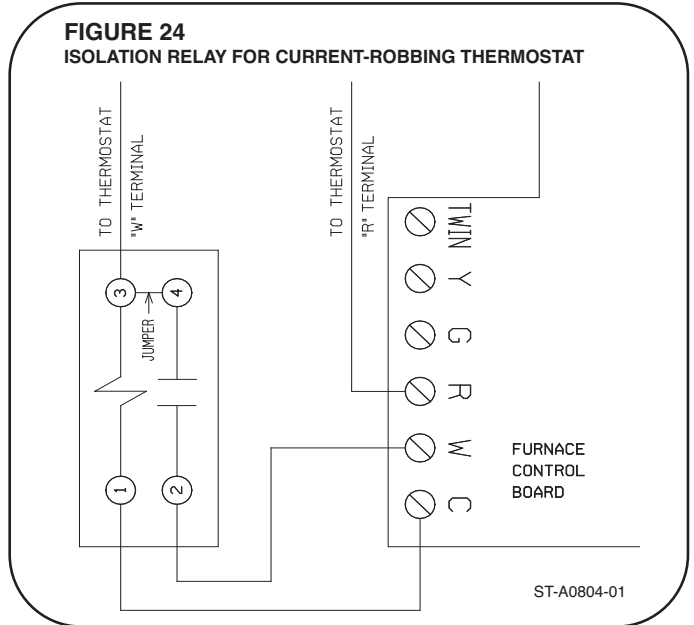 FIGURE 24
ISOLATION RELAY FOR CURRENT-ROBBING THERMOSTAT
TO THERMOSTAT
"W" TERMINAL
TO THERMOSTAT
"R" TERMINAL
3
4
JUMPER
1
2
TWIN
Y
G
R
W
C
FURNACE
CONTROL
BOARD
ST-A0804-01